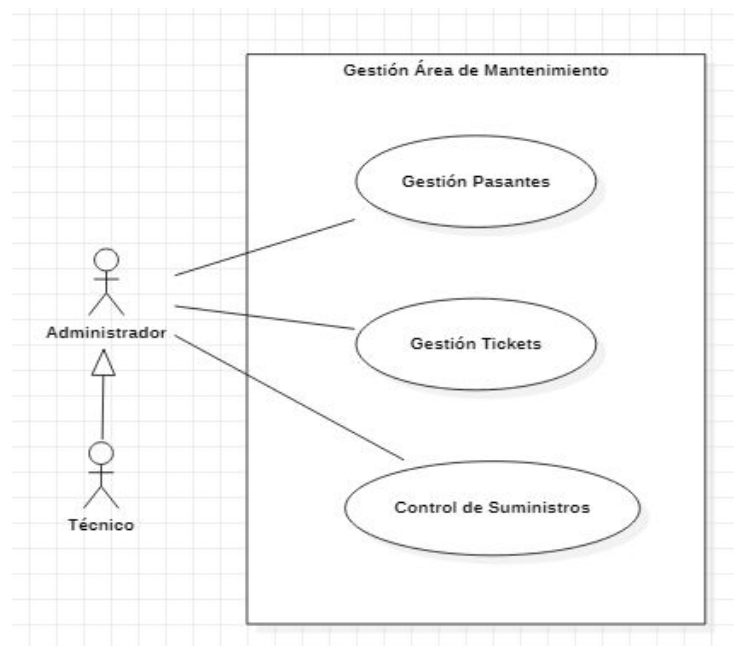 Gestión Área de Mantenimiento
Gestión Pasantes
Administrador
Gestión Tickets
Control de Suministros
Técnico